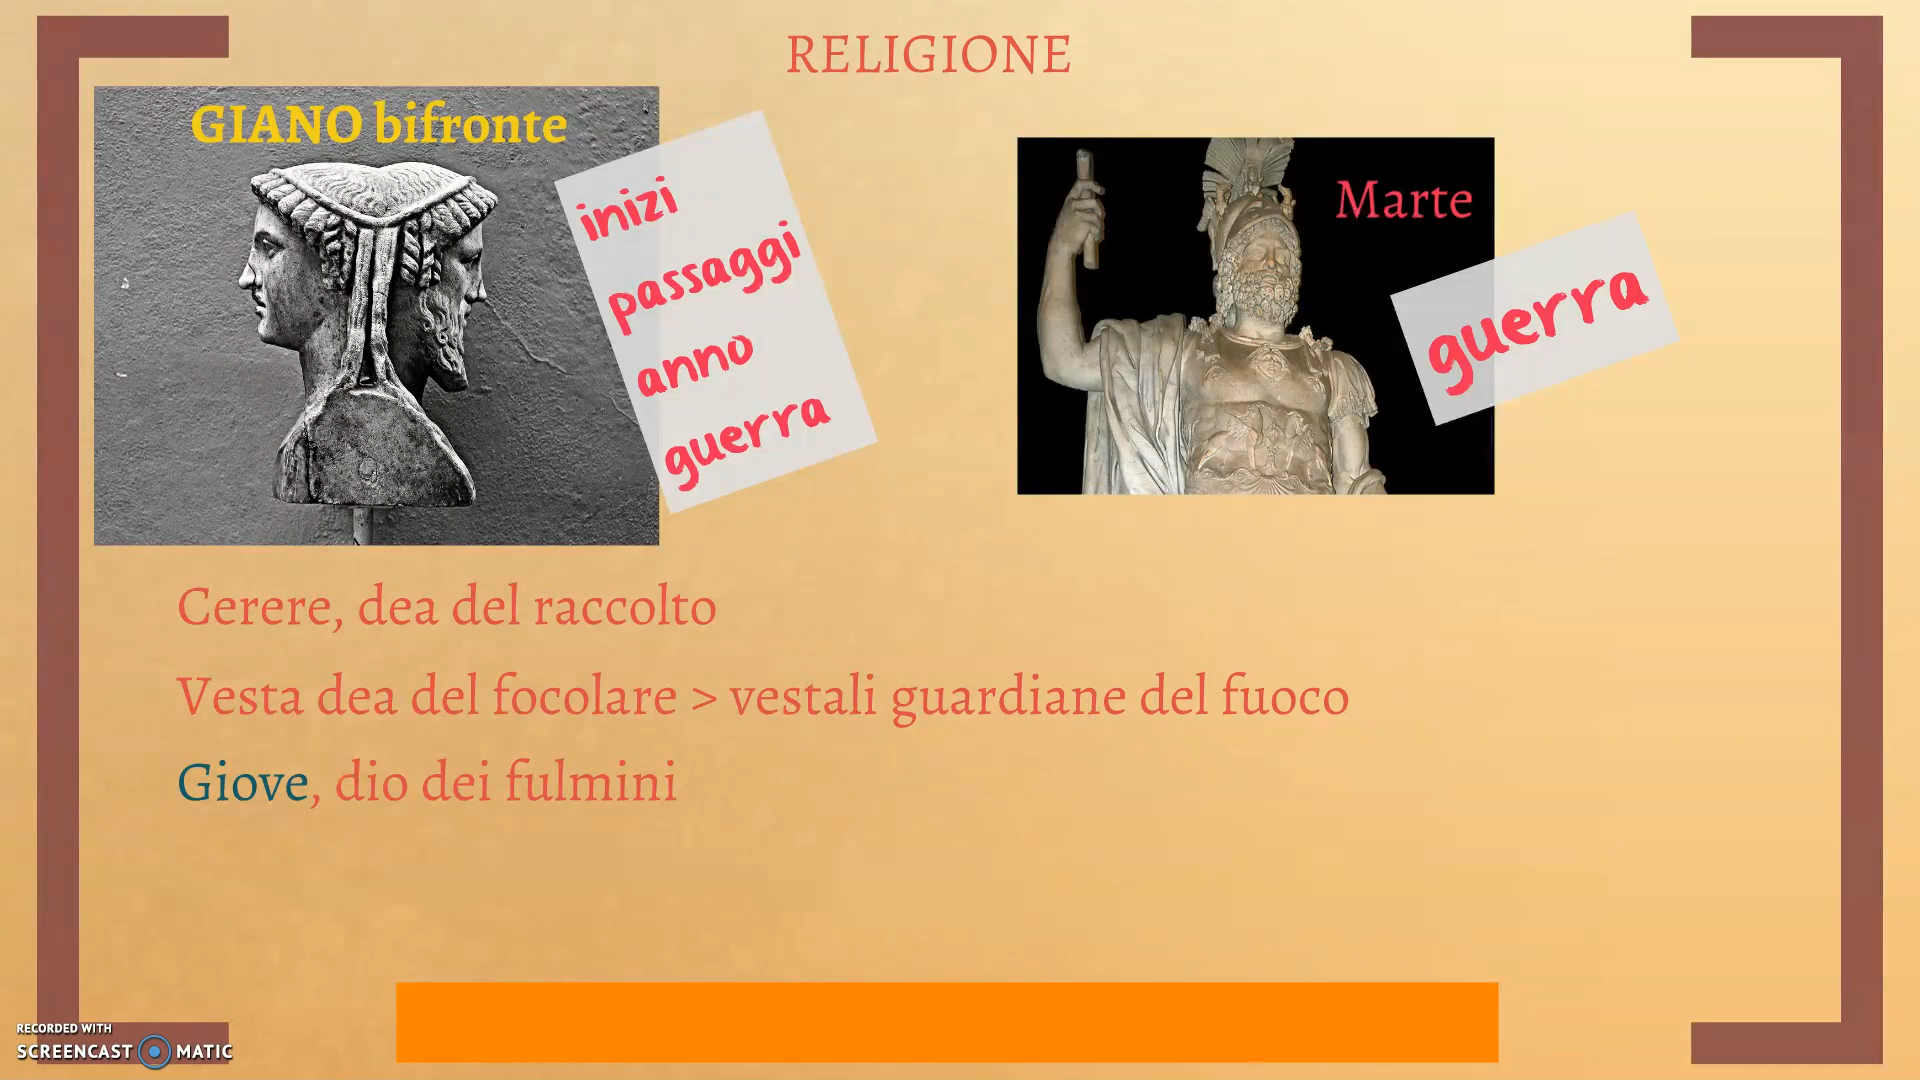 RELIGIONE
GIANO bifronte
inizi
passaggi
anno
guerra
Marte
guerra
Cerere, dea del raccolto
Vesta dea del focolare > vestali guardiane del fuoco
Giove, dio dei fulmini
RECORDED WITH
SCREENCAST MATIC